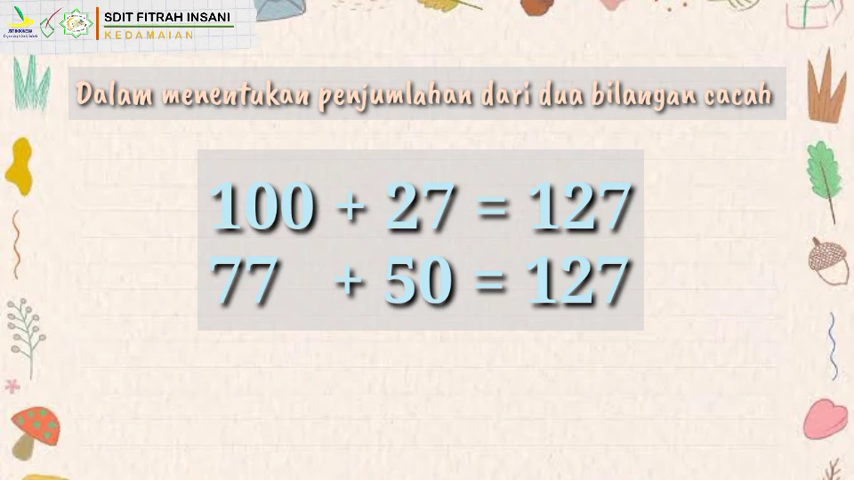 SDIT FITRAH INSANI
KEDAMAIAN
Dalam menentukan penjumlahan dari dua bilangan cacah
100 + 27 = 127
77 + 50 = 127